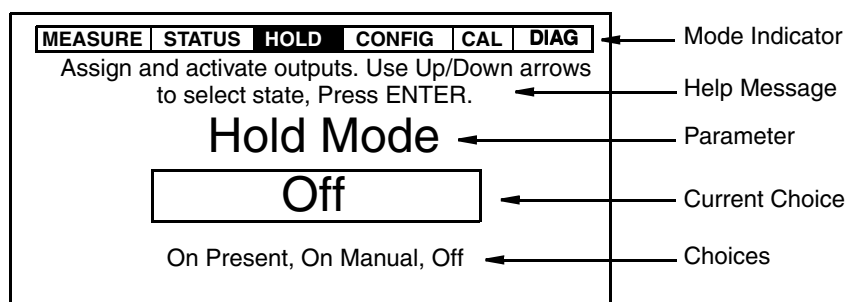 MEASURE STATUS HOLD CONFIG CAL DIAG Mode Indicator
Assign and activate outputs. Use Up/Down arrows
to select state, Press ENTER. Help Message
Hold Mode Parameter
Off Current Choice
On Present, On Manual, Off Choices